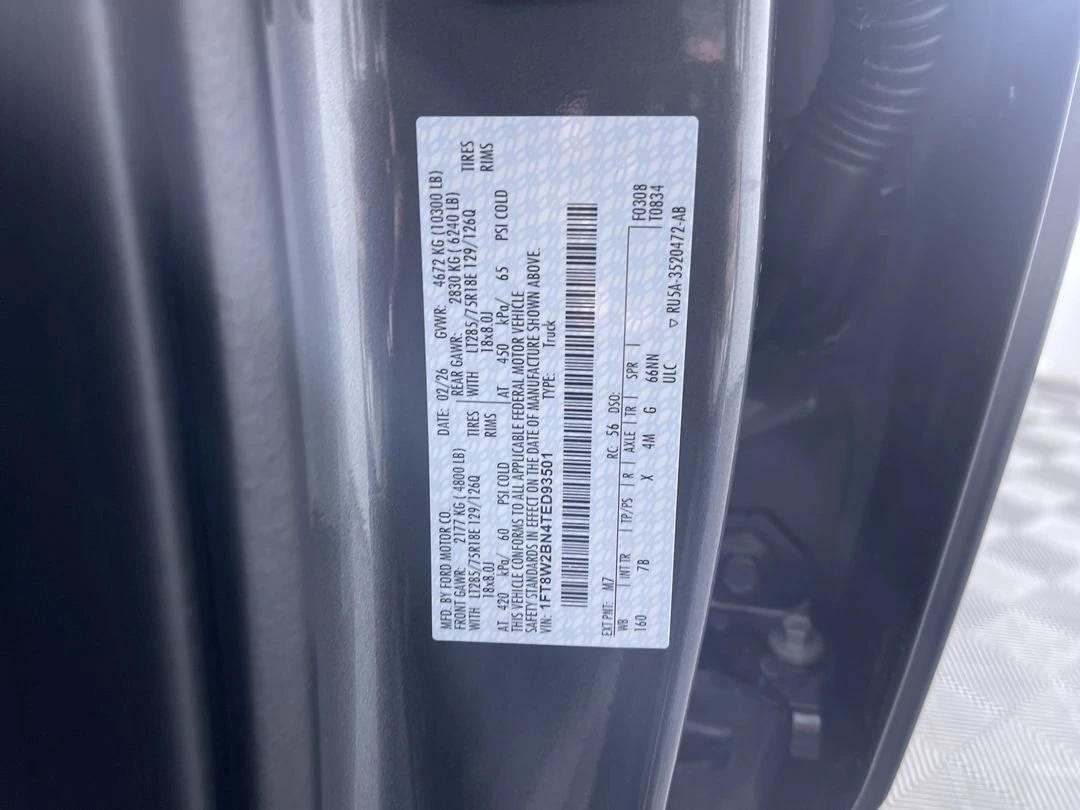 MFD. BY FORD MOTOR CO.
DATE: 02/26 GVWR: 4672 KG (10300 LB)
FRONT GAWR: 2177 KG ( 4800 LB) REAR GAWR: 2830 KG ( 6240 LB)
WITH LT285/75R18E 129/126Q TIRES WITH LT285/75R18E 129/126Q TIRES
18x8.0J RIMS 18x8.0J RIMS
AT 420 kPa/ 60 PSI COLD AT 450 kPa/ 65 PSI COLD
THIS VEHICLE CONFORMS TO ALL APPLICABLE FEDERAL MOTOR VEHICLE
SAFETY STANDARDS IN EFFECT ON THE DATE OF MANUFACTURE SHOWN ABOVE.
VIN: 1FT8W2BN4TED93501 TYPE: Truck
EXT PNT: M7 RC: 56 DSO: F0308
WB INT TR TP/PS R AXLE TR SPR T0834
160 7B X 4M G 66NN
ULC ▽ RU5A-3520472-AB